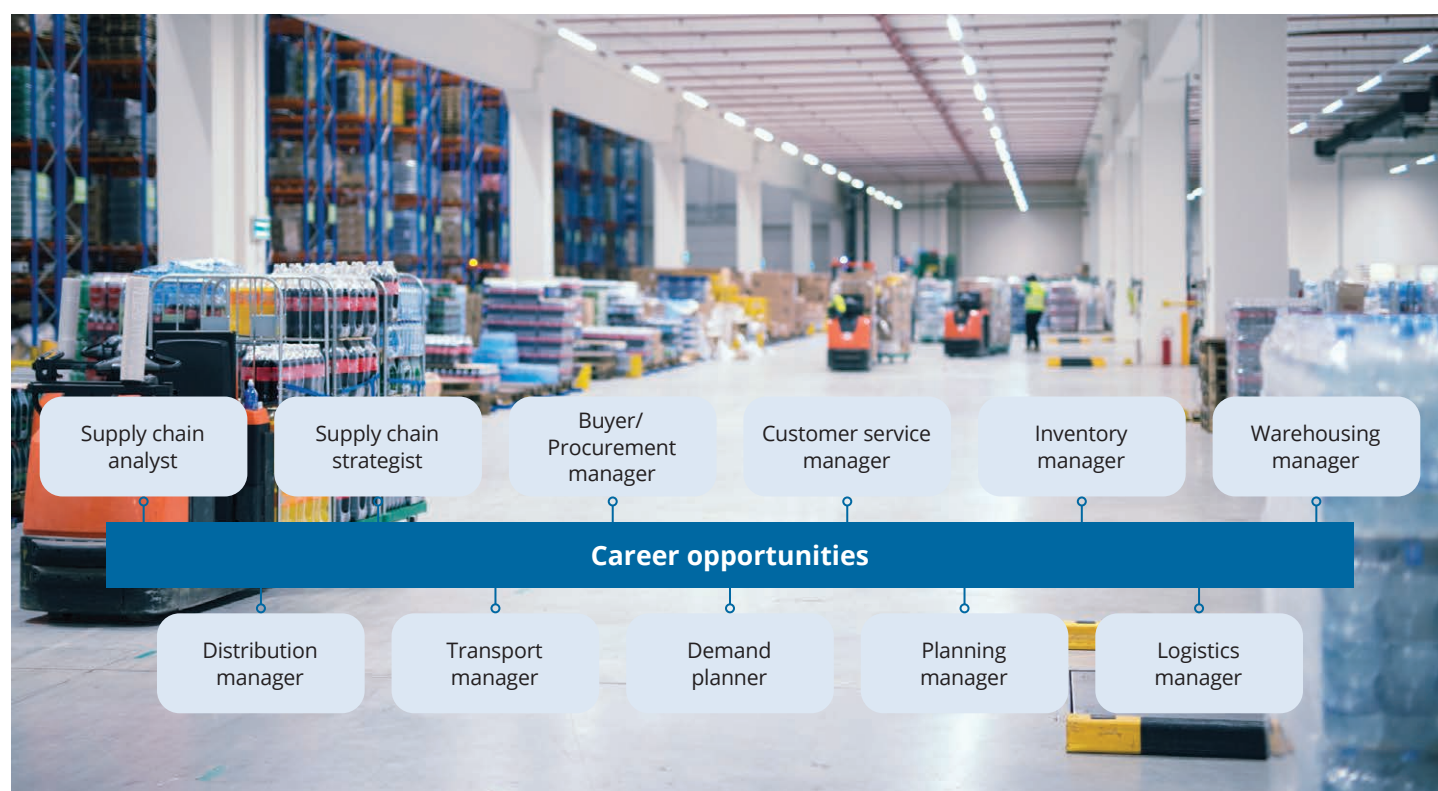 Supply chain
analyst
Supply chain
strategist
Buyer/
Procurement
manager
Customer service
manager
Inventory
manager
Warehousing
manager
Career opportunities
Distribution
manager
Transport
manager
Demand
planner
Planning
manager
Logistics
manager